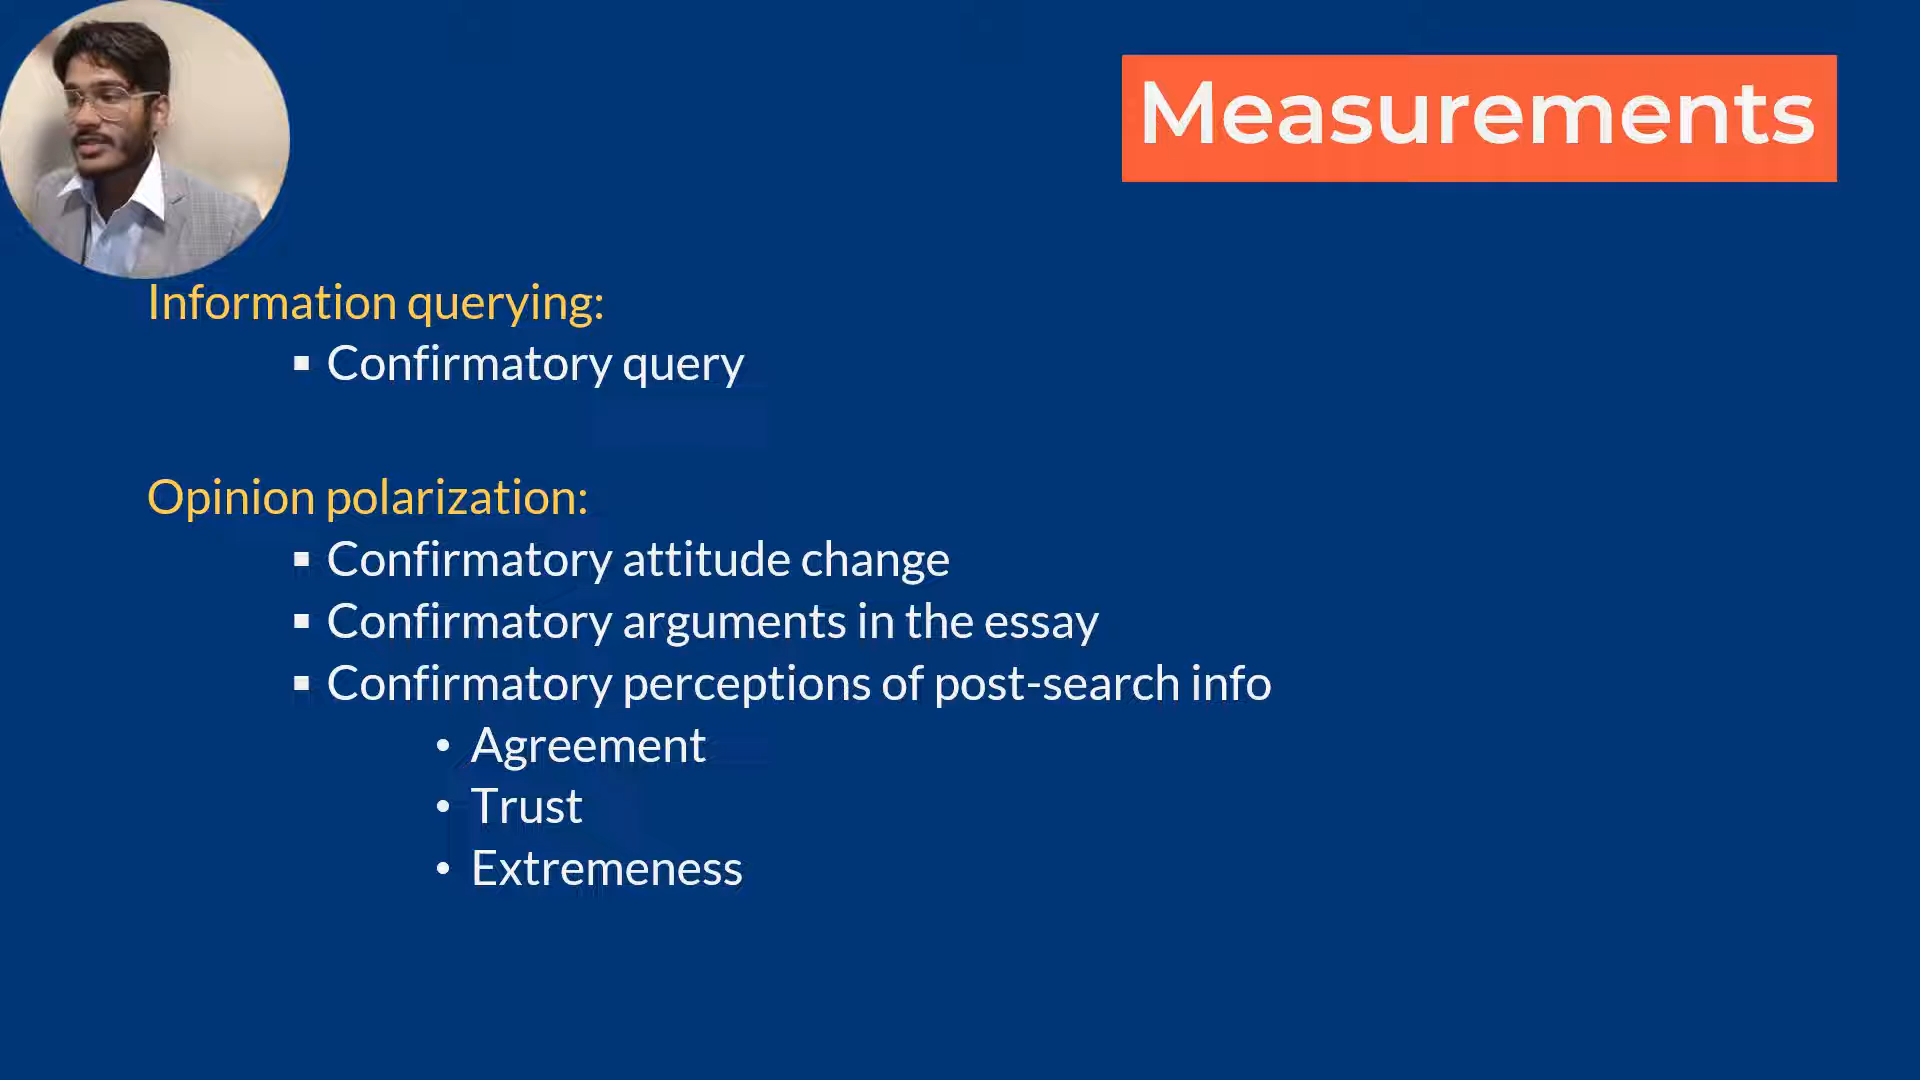 Measurements
Information querying:
▪ Confirmatory query
Opinion polarization:
▪ Confirmatory attitude change
▪ Confirmatory arguments in the essay
▪ Confirmatory perceptions of post-search info
• Agreement
• Trust
• Extremeness